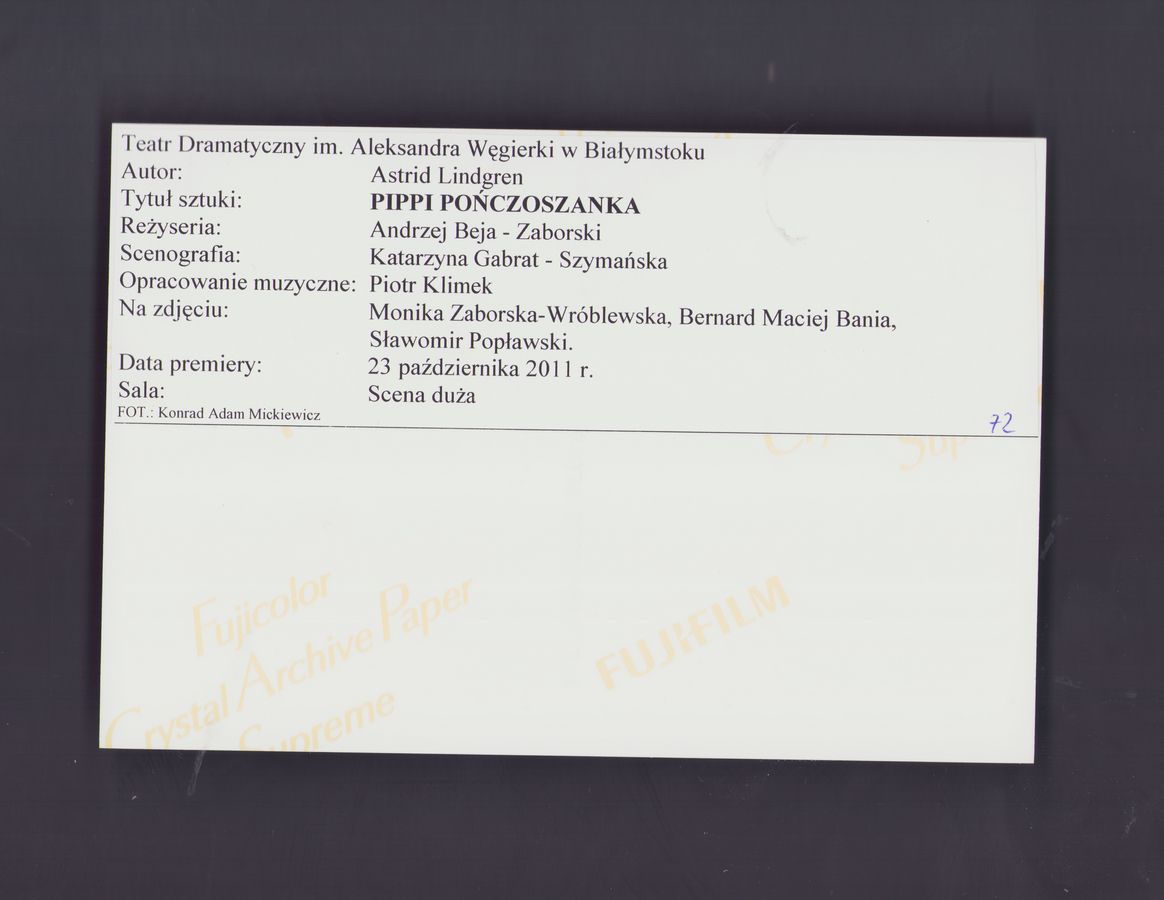 Teatr Dramatyczny im. Aleksandra Węgierki w Białymstoku
Autor: Astrid Lindgren
Tytuł sztuki: PIPPI POŃCZOSZANKA
Reżyseria: Andrzej Beja - Zaborski
Scenografia: Katarzyna Gabrat - Szymańska
Opracowanie muzyczne: Piotr Klimek
Na zdjęciu: Monika Zaborska-Wróblewska, Bernard Maciej Bania,
Sławomir Popławski.
Data premiery: 23 października 2011 r.
Sala: Scena duża
FOT.: Konrad Adam Mickiewicz
72
Fujicolor
Crystal Archive Paper
Supreme
FUJIFILM